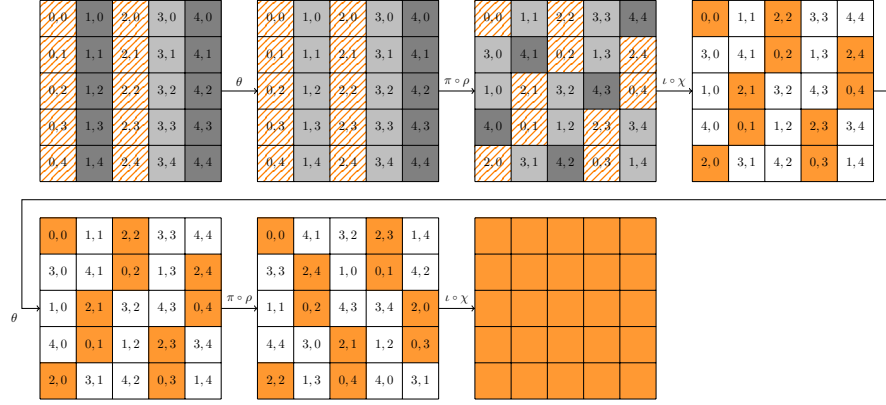 0,0 1,0 2,0 3,0 4,0
0,1 1,1 2,1 3,1 4,1
0,2 1,2 2,2 3,2 4,2
0,3 1,3 2,3 3,3 4,3
0,4 1,4 2,4 3,4 4,4
θ
0,0 1,0 2,0 3,0 4,0
0,1 1,1 2,1 3,1 4,1
0,2 1,2 2,2 3,2 4,2
0,3 1,3 2,3 3,3 4,3
0,4 1,4 2,4 3,4 4,4
π ∘ ρ
0,0 1,1 2,2 3,3 4,4
3,0 4,1 0,2 1,3 2,4
1,0 2,1 3,2 4,3 0,4
4,0 0,1 1,2 2,3 3,4
2,0 3,1 4,2 0,3 1,4
ι ∘ χ
0,0 1,1 2,2 3,3 4,4
3,0 4,1 0,2 1,3 2,4
1,0 2,1 3,2 4,3 0,4
4,0 0,1 1,2 2,3 3,4
2,0 3,1 4,2 0,3 1,4
θ
0,0 1,1 2,2 3,3 4,4
3,0 4,1 0,2 1,3 2,4
1,0 2,1 3,2 4,3 0,4
4,0 0,1 1,2 2,3 3,4
2,0 3,1 4,2 0,3 1,4
π ∘ ρ
0,0 4,1 3,2 2,3 1,4
3,3 2,4 1,0 0,1 4,2
1,1 0,2 4,3 3,4 2,0
4,4 3,0 2,1 1,2 0,3
2,2 1,3 0,4 4,0 3,1
ι ∘ χ